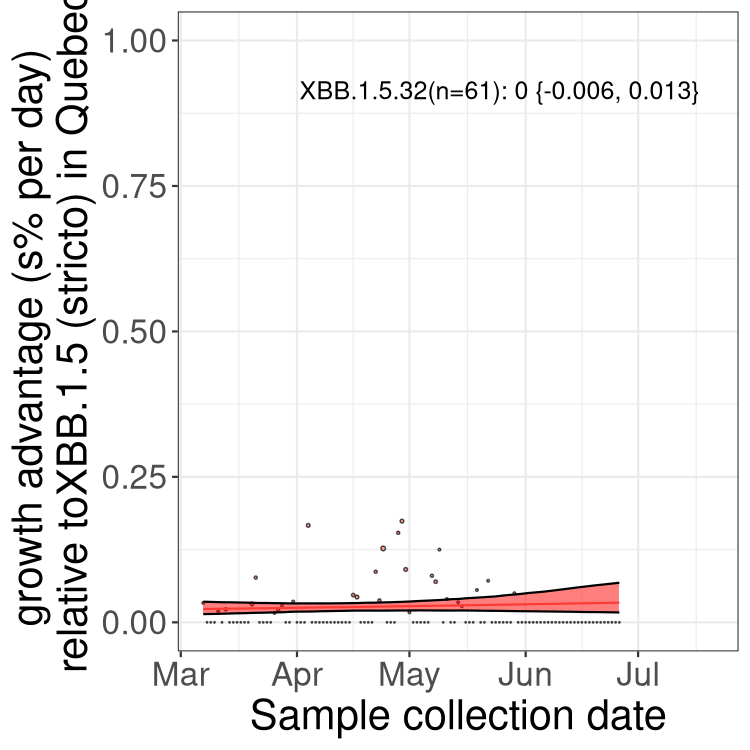 growth advantage (s% per day)
relative toXBB.1.5 (stricto) in Quebec
1.00
0.75
0.50
0.25
0.00
XBB.1.5.32(n=61): 0 {-0.006, 0.013}
Mar Apr May Jun Jul
Sample collection date